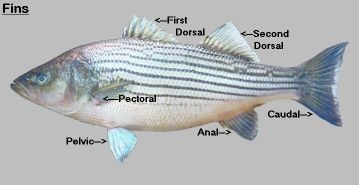 Fins
First
Dorsal
Second
Dorsal
Pectoral
Caudal
Anal
Pelvic